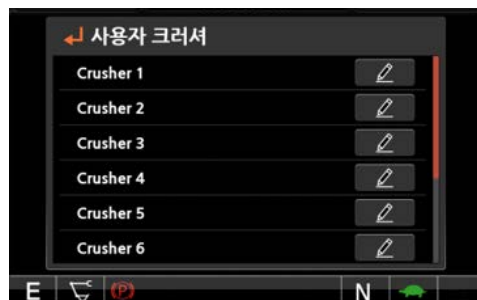 사용자 크러셔
Crusher 1
Crusher 2
Crusher 3
Crusher 4
Crusher 5
Crusher 6
E (P) N